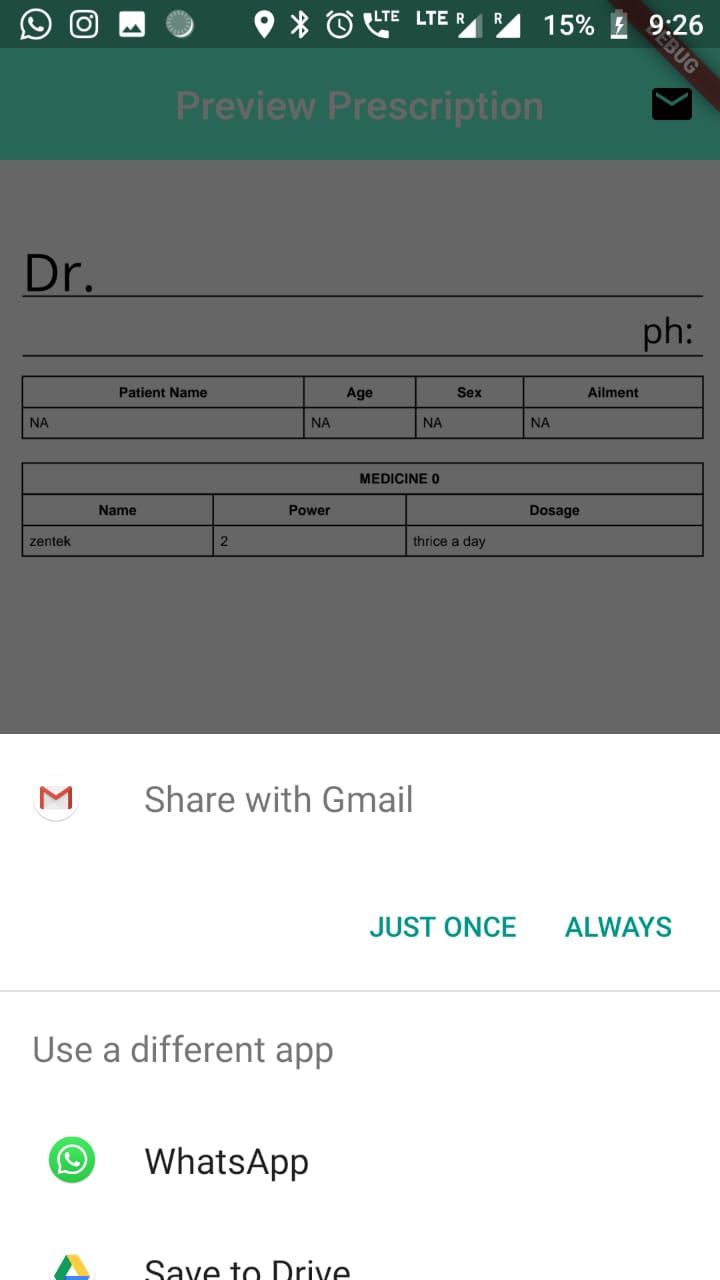 LTE LTE R R 15% 9:26
DEBUG
Preview Prescription
Dr.
ph:
Patient Name Age Sex Ailment
NA NA NA NA
MEDICINE 0
Name Power Dosage
zentek 2 thrice a day
Share with Gmail
JUST ONCE ALWAYS
Use a different app
WhatsApp
Save to Drive